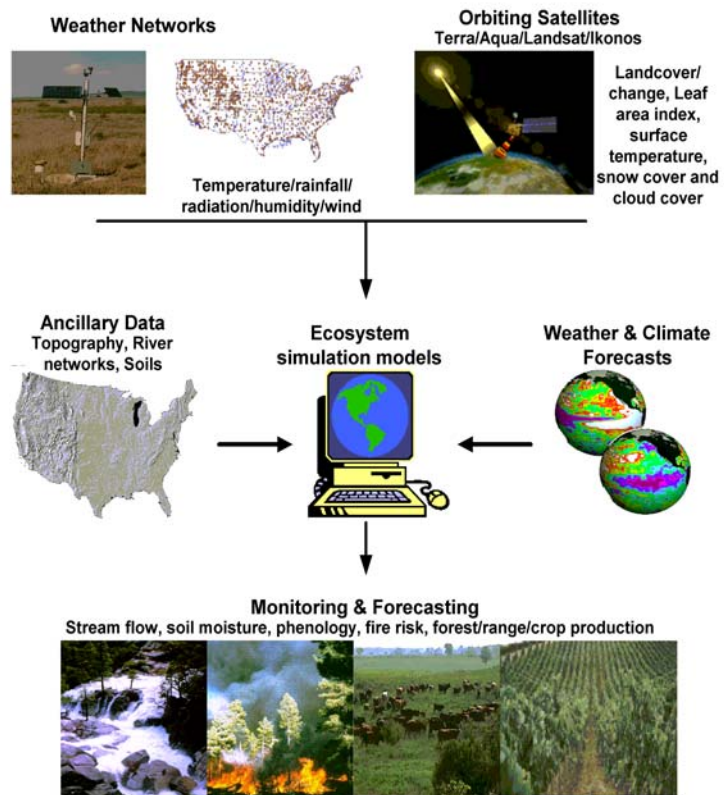 Weather Networks
Temperature/rainfall/
radiation/humidity/wind
Orbiting Satellites
Terra/Aqua/Landsat/Ikonos
Landcover/
change, Leaf
area index,
surface
temperature,
snow cover and
cloud cover
Ancillary Data
Topography, River
networks, Soils
Ecosystem
simulation models
Weather & Climate
Forecasts
Monitoring & Forecasting
Stream flow, soil moisture, phenology, fire risk, forest/range/crop production